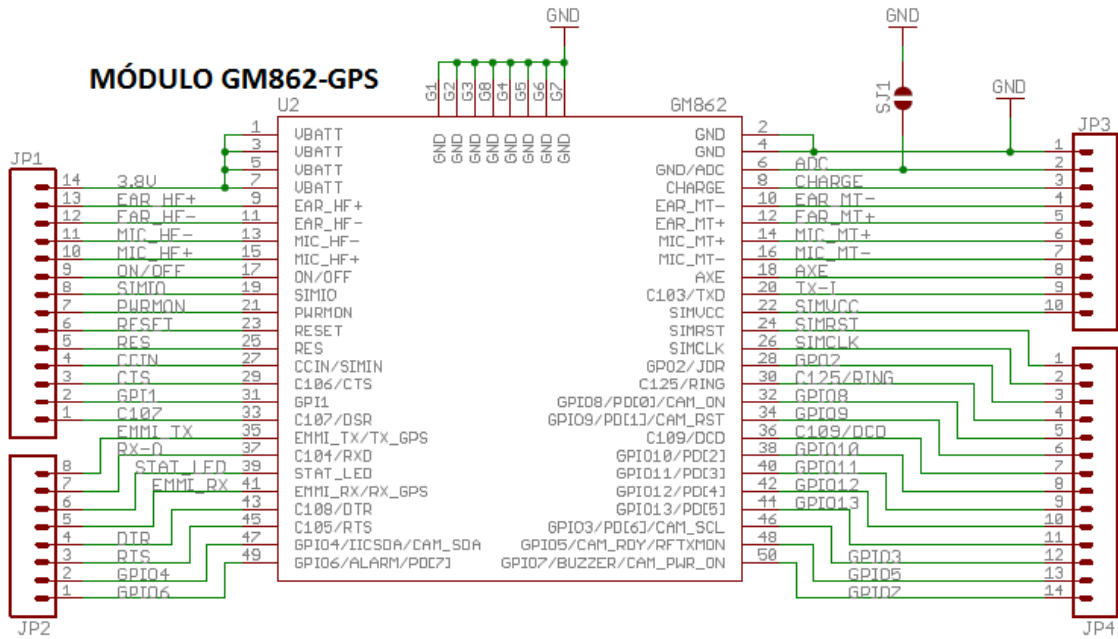 GND
GND
MÓDULO GM862-GPS
G1 G2 G3 G8 G4 G5 G6 G7
SJ1
GND
U2
GM862
GND GND GND GND GND GND GND GND
JP1
JP3
1 VBATT
GND 2
3 VBATT
GND 4
1
5 VBATT
GND/ADC 6 ADC
2
14 3.8V 7 VBATT
CHARGE 8 CHARGE 3
13 EAR_HF+ 9 EAR_HF+
EAR_MT- 10 EAR_MT- 4
12 EAR_HF- 11 EAR_HF-
EAR_MT+ 12 EAR_MT+ 5
11 MIC_HF- 13 MIC_HF-
MIC_MT+ 14 MIC_MT+ 6
10 MIC_HF+ 15 MIC_HF+
MIC_MT- 16 MIC_MT- 7
9 ON/OFF 17 ON/OFF
AXE 18 AXE 8
8 SIMIO 19 SIMIO
C103/TXD 20 TX-I 9
7 PWRMON 21 PWRMON
SIMVCC 22 SIMVCC 10
6 RESET 23 RESET
SIMRST 24 SIMRST
5 RES 25 RES
SIMCLK 26 SIMCLK
4 CCIN 27 CCIN/SIMIN
GPO2/JDR 28 GPO2 1
3 CTS 29 C106/CTS
C125/RING 30 C125/RING 2
2 GPI1 31 GPI1
GPIO8/PD[0]/CAM_ON 32 GPIO8 3
1 C107 33 C107/DSR
GPIO9/PD[1]/CAM_RST 34 GPIO9 4
EMMI_TX 35 EMMI_TX/TX_GPS
C109/DCD 36 C109/DCD 5
RX-O 37 C104/RXD
GPIO10/PD[2] 38 GPIO10 6
8 STAT_LED 39 STAT_LED
GPIO11/PD[3] 40 GPIO11 7
7 EMMI_RX 41 EMMI_RX/RX_GPS
GPIO12/PD[4] 42 GPIO12 8
6 43 C108/DTR
GPIO13/PD[5] 44 GPIO13 9
5 45 C105/RTS
GPIO3/PD[6]/CAM_SCL 46 10
4 DTR 47 GPIO4/IICSDA/CAM_SDA
GPIO5/CAM_RDY/RFTXMON 48 11
3 RTS 49 GPIO6/ALARM/PD[7]
GPIO7/BUZZER/CAM_PWR_ON 50 GPIO3 12
2 GPIO4
GPIO5 13
1 GPIO6
GPIO7 14
JP2
JP4